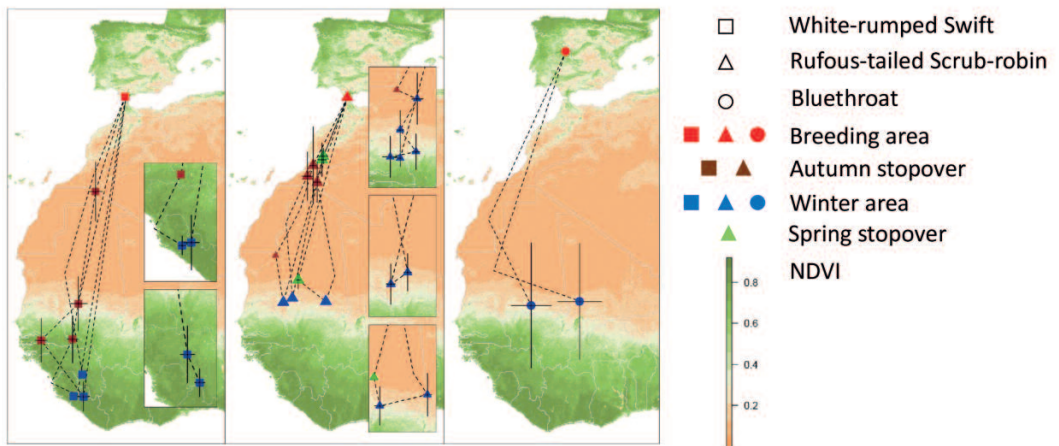 White-rumped Swift
Rufous-tailed Scrub-robin
Bluethroat
Breeding area
Autumn stopover
Winter area
Spring stopover
NDVI
0.8
0.6
0.4
0.2